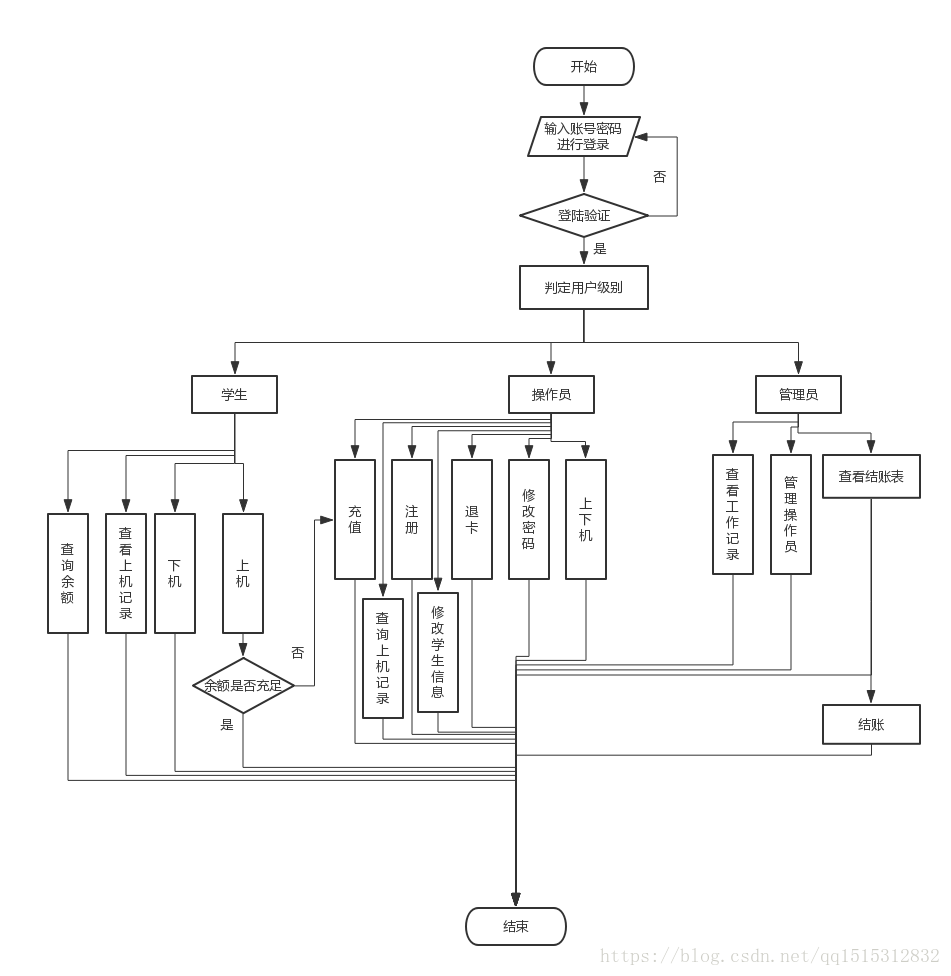 开始
输入账号密码
进行登录
否
登陆验证
是
判定用户级别
学生
操作员
管理员
查询余额
查看上机记录
下机
上机
充值
注册
退卡
修改密码
上下机
查看工作记录
管理操作员
查看结账表
查询上机记录
修改学生信息
否
余额是否充足
是
结账
结束
https://blog.csdn.net/qq1515312832